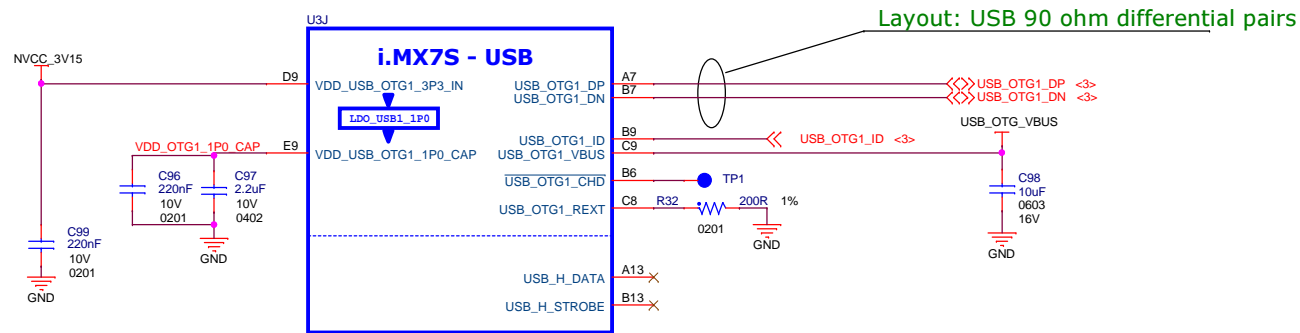 Layout: USB 90 ohm differential pairs
U3J
i.MX7S - USB
NVCC_3V15
D9
VDD_USB_OTG1_3P3_IN
LDO_USB1_1P0
VDD_OTG1_1P0_CAP
E9
VDD_USB_OTG1_1P0_CAP
C96
220nF
10V
0201
C97
2.2uF
10V
0402
GND
C99
220nF
10V
0201
GND
USB_OTG1_DP
A7
USB_OTG1_DP <3>
USB_OTG1_DN
B7
USB_OTG1_DN <3>
USB_OTG_VBUS
USB_OTG1_ID
B9
USB_OTG1_ID <3>
USB_OTG1_VBUS
C9
USB_OTG1_CHD
B6
TP1
USB_OTG1_REXT
C8
R32
200R
1%
0201
GND
C98
10uF
0603
16V
GND
USB_H_DATA
A13
USB_H_STROBE
B13